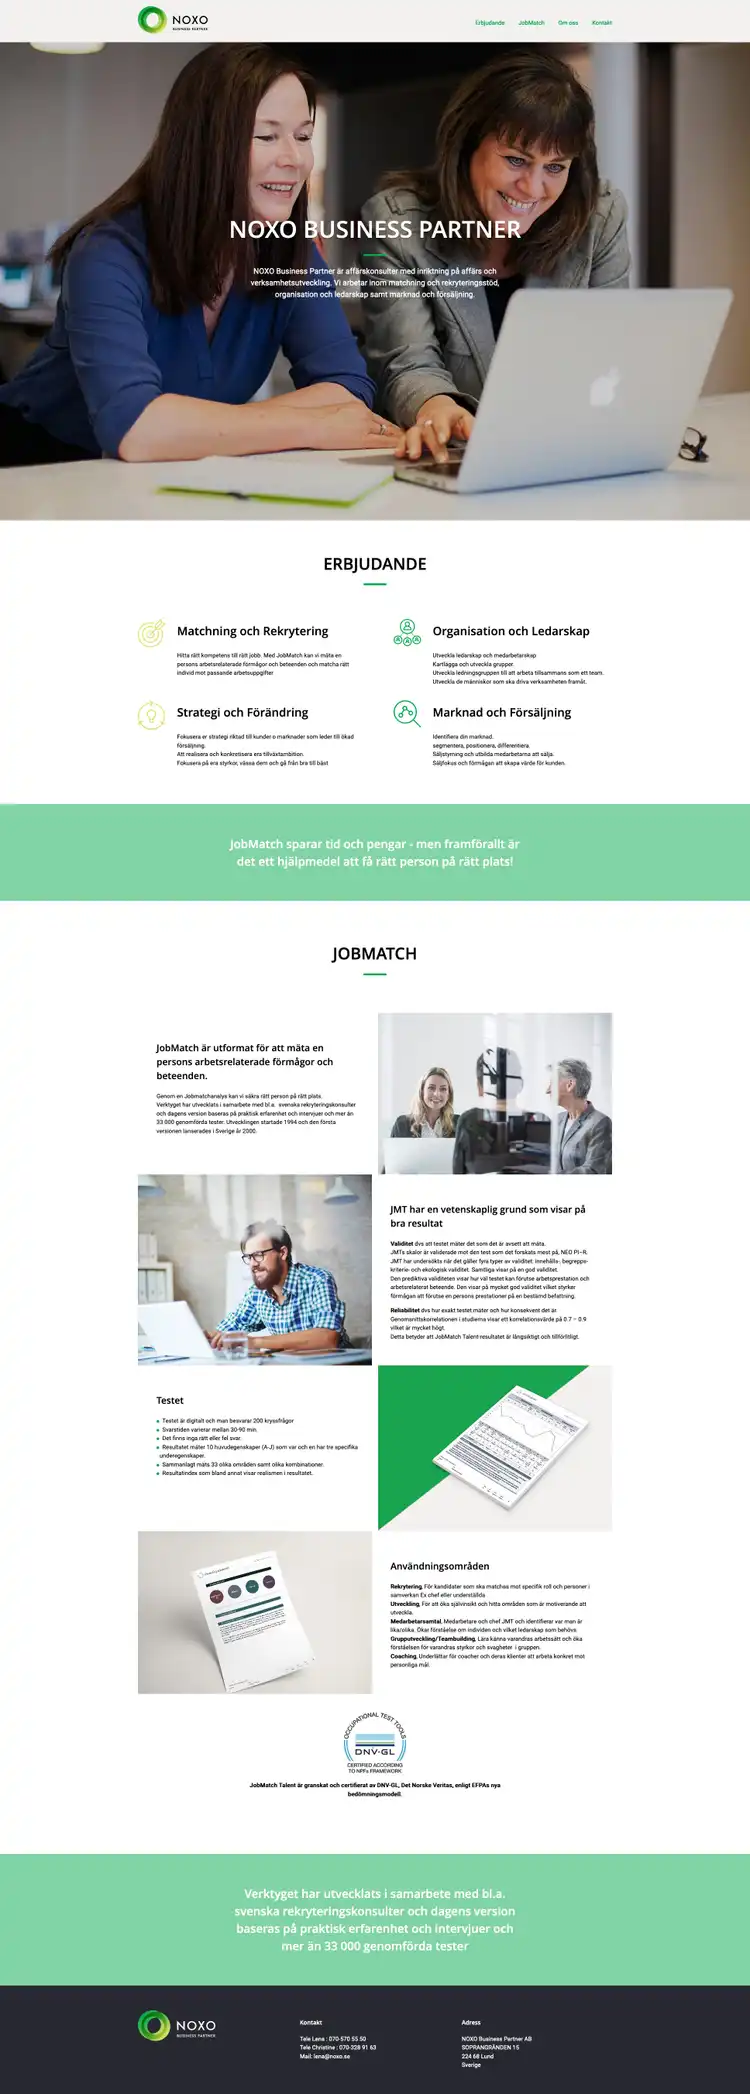 NOXO
BUSINESS PARTNER
Erbjudande
JobMatch
Om oss
Kontakt
NOXO BUSINESS PARTNER
NOXO Business Partner är affärskonsulter med inriktning på affärs och
verksamhetsutveckling. Vi arbetar inom matchning och rekryteringsstöd,
organisation och ledarskap samt marknad och försäljning.
ERBJUDANDE
Matchning och Rekrytering
Hitta rätt kompetens till rätt jobb. Med JobMatch kan vi mäta en
persons arbetsrelaterade förmågor och beteenden och matcha rätt
individ mot passande arbetsuppgifter
Organisation och Ledarskap
Utveckla ledarskap och medarbetarskap
Kartlägga och utveckla grupper.
Utveckla ledningsgruppen till att arbeta tillsammans som ett team.
Utveckla de människor som ska driva verksamheten framåt.
Strategi och Förändring
Fokusera er strategi riktad till kunder o marknader som leder till ökad
försäljning.
Att realisera och konkretisera era tillväxtambition.
Fokusera på era styrkor, vässa dem och gå från bra till bäst
Marknad och Försäljning
Identifiera din marknad.
segmentera, positionera, differentiera.
Säljstyrning och utbilda medarbetarna att sälja.
Säljfokus och förmågan att skapa värde för kunden.
JobMatch sparar tid och pengar - men framförallt är
det ett hjälpmedel att få rätt person på rätt plats!
JOBMATCH
JobMatch är utformat för att mäta en
persons arbetsrelaterade förmågor och
beteenden.
Genom en Jobmatchanalys kan vi säkra rätt person på rätt plats.
Verktyget har utvecklats i samarbete med bl.a. svenska rekryteringskonsulter
och dagens version baseras på praktisk erfarenhet och intervjuer och mer än
33 000 genomförda tester. Utvecklingen startade 1994 och den första
versionen lanserades i Sverige år 2000.
JMT har en vetenskaplig grund som visar på
bra resultat
Validitet dvs att testet mäter det som det är avsett att mäta.
JMTs skalor är validerade mot den test som det forskats mest på, NEO PI–R.
JMT har undersökts när det gäller fyra typer av validitet: innehålls-, begrepps-
kriterie- och ekologisk validitet. Samtliga visar på en god validitet.
Den prediktiva validiteten visar hur väl testet kan förutse arbetsprestation och
arbetsrelaterat beteende. Den visar på mycket god validitet vilket styrker
förmågan att förutse en persons prestationer på en bestämd befattning.
Reliabilitet dvs hur exakt testet mäter och hur konsekvent det är
Genomsnittskorrelationen i studierna visar ett korrelationsvärde på 0.7 – 0.9
vilket är mycket högt.
Detta betyder att JobMatch Talent-resultatet är långsiktigt och tillförlitligt.
Testet
Testet är digitalt och man besvarar 200 kryssfrågor
Svarstiden varierar mellan 30-90 min.
Det finns inga rätt eller fel svar.
Resultatet mäter 10 huvudegenskaper (A-J) som var och en har tre specifika
underegenskaper.
Sammanlagt mäts 33 olika områden samt olika kombinationer.
Resultatindex som bland annat visar realismen i resultatet.
Användningsområden
Rekrytering, För kandidater som ska matchas mot specifik roll och personer i
samverkan Ex chef eller underställda
Utveckling, För att öka självinsikt och hitta områden som är motiverande att
utveckla.
Medarbetarsamtal, Medarbetare och chef JMT och identifierar var man är
lika/olika. Ökar förståelse om individen och vilket ledarskap som behövs
Grupputveckling/Teambuilding, Lära känna varandras arbetssätt och öka
förståelsen för varandras styrkor och svagheter i gruppen.
Coaching, Underlättar för coacher och deras klienter att arbeta konkret mot
personliga mål.
OCCUPATIONAL TEST TOOLS
DNV·GL
CERTIFIED ACCORDING
TO NPFs FRAMEWORK
JobMatch Talent är granskat och certifierat av DNV-GL, Det Norske Veritas, enligt EFPAs nya
bedömningsmodell.
Verktyget har utvecklats i samarbete med bl.a.
svenska rekryteringskonsulter och dagens version
baseras på praktisk erfarenhet och intervjuer och
mer än 33 000 genomförda tester
NOXO
BUSINESS PARTNER
Kontakt
Tele Lena : 070-570 55 50
Tele Christine : 070-328 91 63
Mail: lena@noxo.se
Adress
NOXO Business Partner AB
SOPRANGRÄNDEN 15
224 68 Lund
Sverige